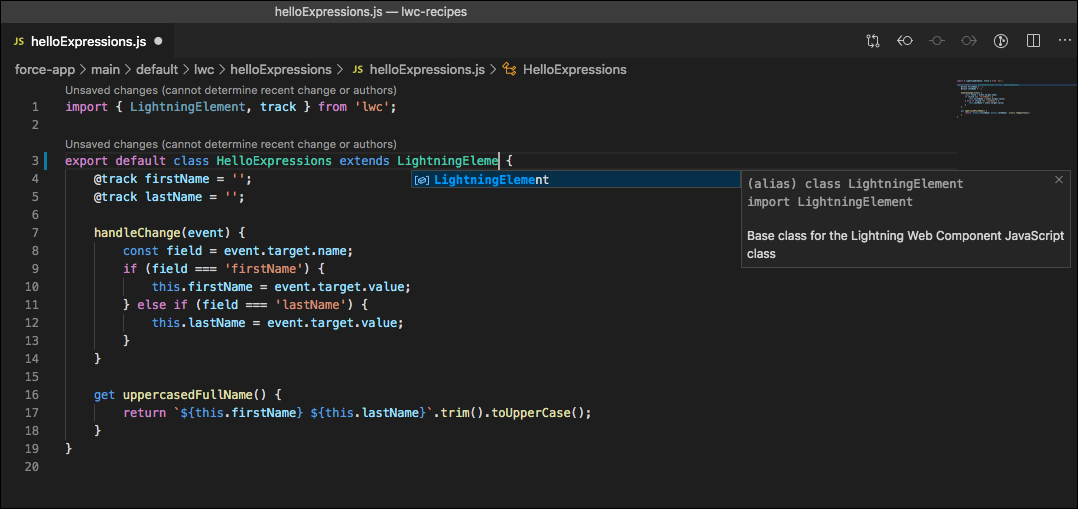 helloExpressions.js — lwc-recipes
JS helloExpressions.js
force-app > main > default > lwc > helloExpressions > JS helloExpressions.js > HelloExpressions
Unsaved changes (cannot determine recent change or authors)
1 import { LightningElement, track } from 'lwc';
2
Unsaved changes (cannot determine recent change or authors)
3 export default class HelloExpressions extends LightningEleme {
4 @track firstName = '';
5 @track lastName = '';
6
7 handleChange(event) {
8 const field = event.target.name;
9 if (field === 'firstName') {
10 this.firstName = event.target.value;
11 } else if (field === 'lastName') {
12 this.lastName = event.target.value;
13 }
14 }
15
16 get uppercasedFullName() {
17 return `${this.firstName} ${this.lastName}`.trim().toUpperCase();
18 }
19 }
20
LightningElement
(alias) class LightningElement
import LightningElement
Base class for the Lightning Web Component JavaScript
class